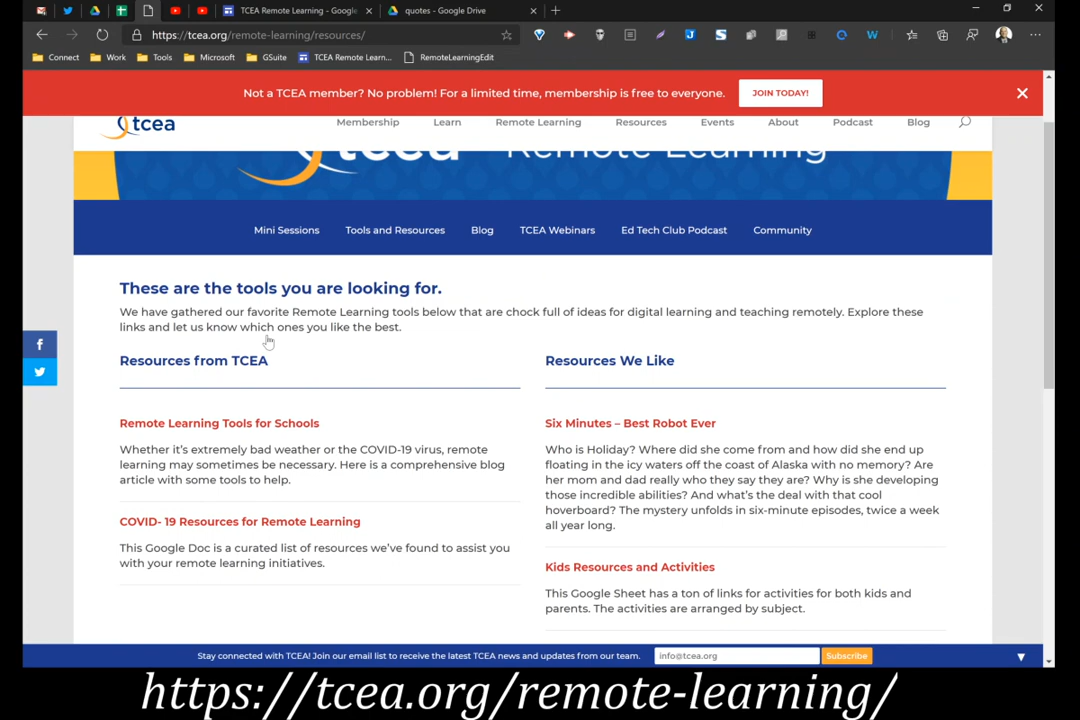 TCEA Remote Learning - Google
quotes - Google Drive
https://tcea.org/remote-learning/resources/
Connect Work Tools Microsoft GSuite TCEA Remote Learn... RemoteLearningEdit
Not a TCEA member? No problem! For a limited time, membership is free to everyone. JOIN TODAY!
tcea Membership Learn Remote Learning Resources Events About Podcast Blog
tcea Remote Learning
Mini Sessions Tools and Resources Blog TCEA Webinars Ed Tech Club Podcast Community
These are the tools you are looking for.
We have gathered our favorite Remote Learning tools below that are chock full of ideas for digital learning and teaching remotely. Explore these
links and let us know which ones you like the best.
Resources from TCEA
Remote Learning Tools for Schools
Whether it's extremely bad weather or the COVID-19 virus, remote
learning may sometimes be necessary. Here is a comprehensive blog
article with some tools to help.
COVID- 19 Resources for Remote Learning
This Google Doc is a curated list of resources we've found to assist you
with your remote learning initiatives.
Resources We Like
Six Minutes – Best Robot Ever
Who is Holiday? Where did she come from and how did she end up
floating in the icy waters off the coast of Alaska with no memory? Are
her mom and dad really who they say they are? Why is she developing
those incredible abilities? And what's the deal with that cool
hoverboard? The mystery unfolds in six-minute episodes, twice a week
all year long.
Kids Resources and Activities
This Google Sheet has a ton of links for activities for both kids and
parents. The activities are arranged by subject.
Stay connected with TCEA! Join our email list to receive the latest TCEA news and updates from our team. info@tcea.org Subscribe
https://tcea.org/remote-learning/